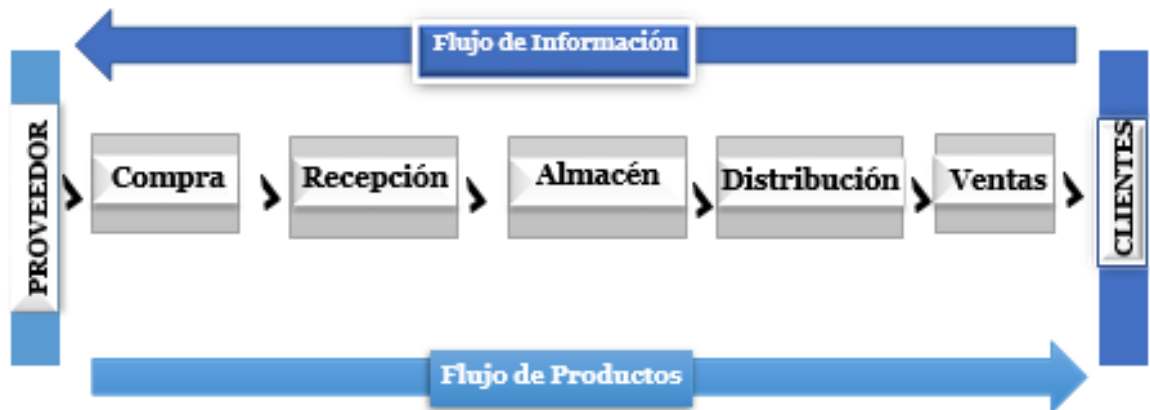 Flujo de Información
PROVEEDOR
Compra
Recepción
Almacén
Distribución
Ventas
CLIENTES
Flujo de Productos